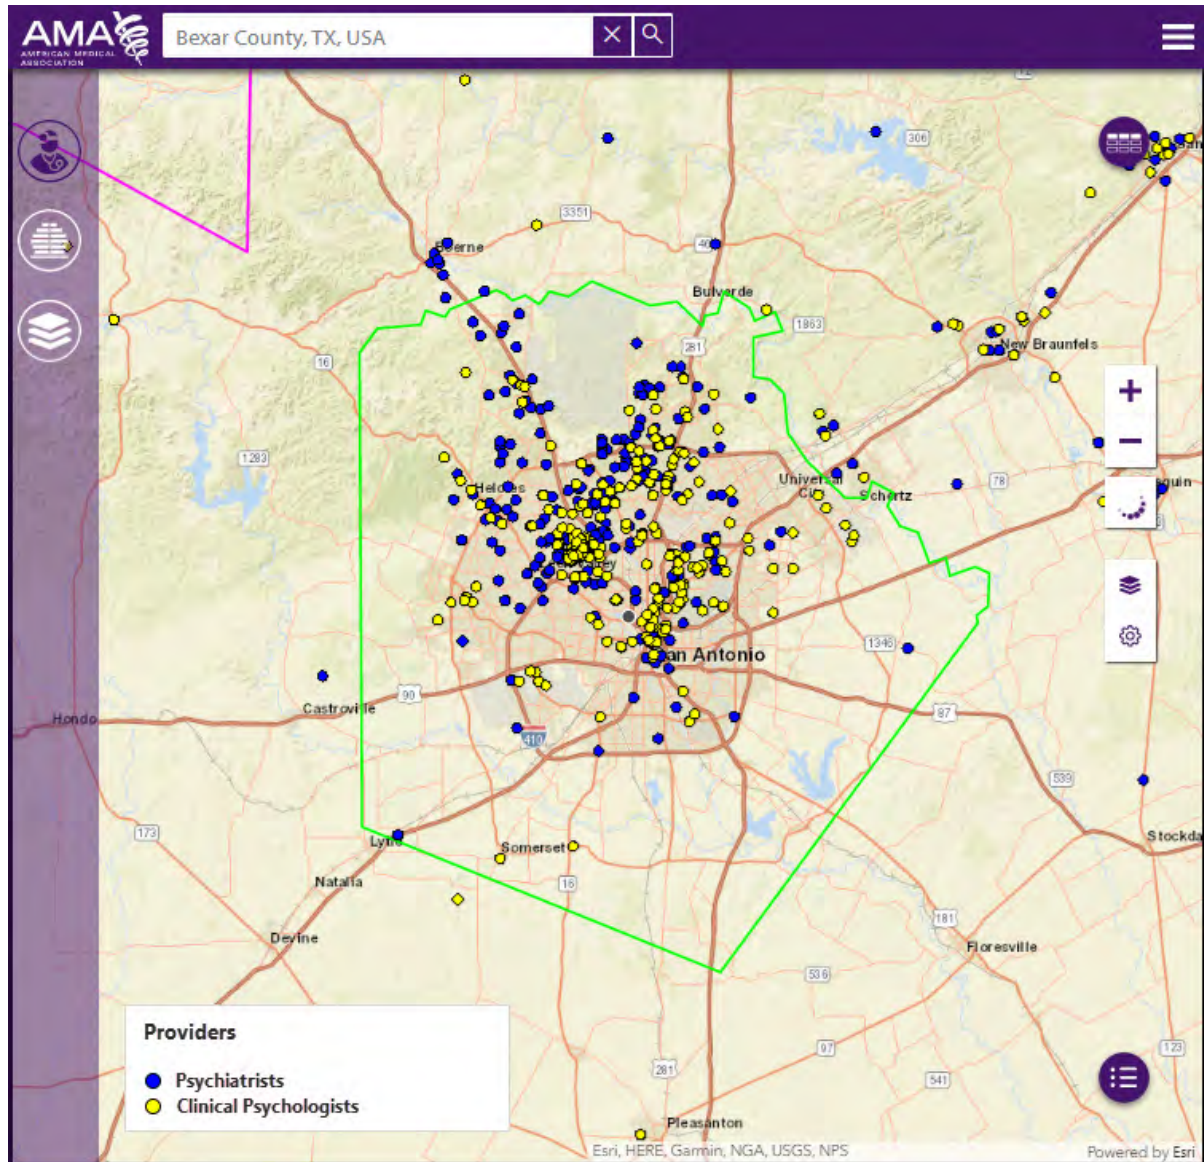 AMA
AMERICAN MEDICAL
ASSOCIATION
Bexar County, TX, USA
306
3351
Boerne
46
Bulverde
1863
281
New Braunfels
16
1283
Helotes
Universal
City
Schertz
78
San Antonio
1346
90
Castroville
Hondo
87
410
539
173
Lytle
Somerset
Stockda
Natalia
16
181
Devine
Floresville
536
Providers
Psychiatrists
Clinical Psychologists
97
123
281
541
Pleasanton
Esri, HERE, Garmin, NGA, USGS, NPS
Powered by Esri